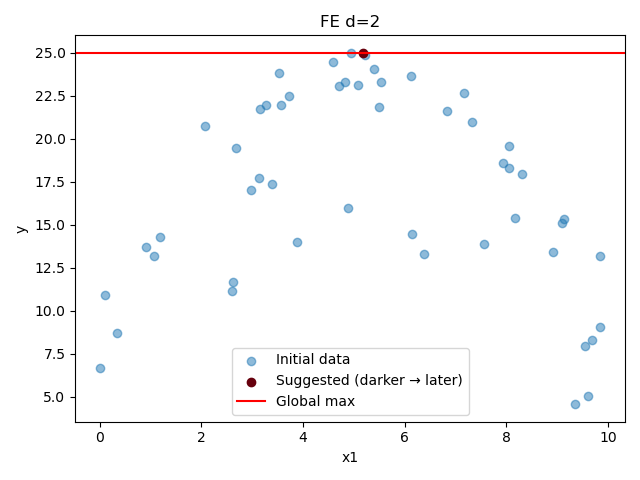 FE d=2
25.0
22.5
20.0
17.5
15.0
12.5
10.0
7.5
5.0
y
Initial data
Suggested (darker → later)
Global max
0 2 4 6 8 10
x1